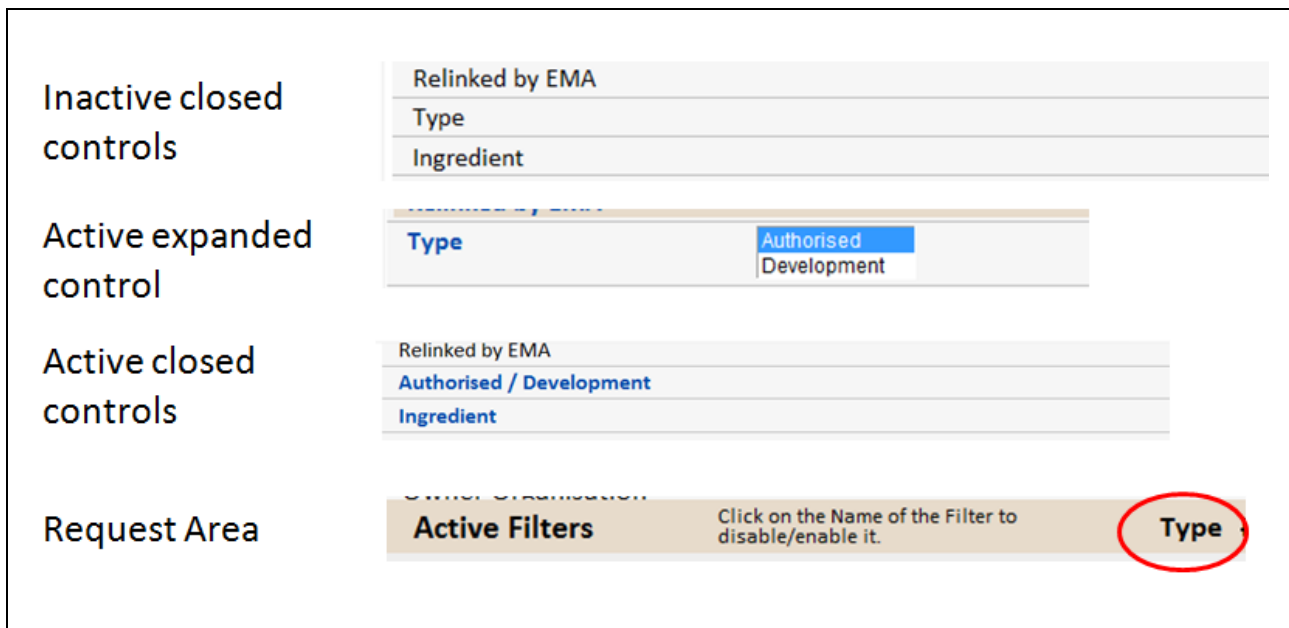 Inactive closed
controls
Relinked by EMA
Type
Ingredient
Active expanded
control
Type
Authorised
Development
Active closed
controls
Relinked by EMA
Authorised / Development
Ingredient
Request Area
Active Filters
Click on the Name of the Filter to
disable/enable it.
Type